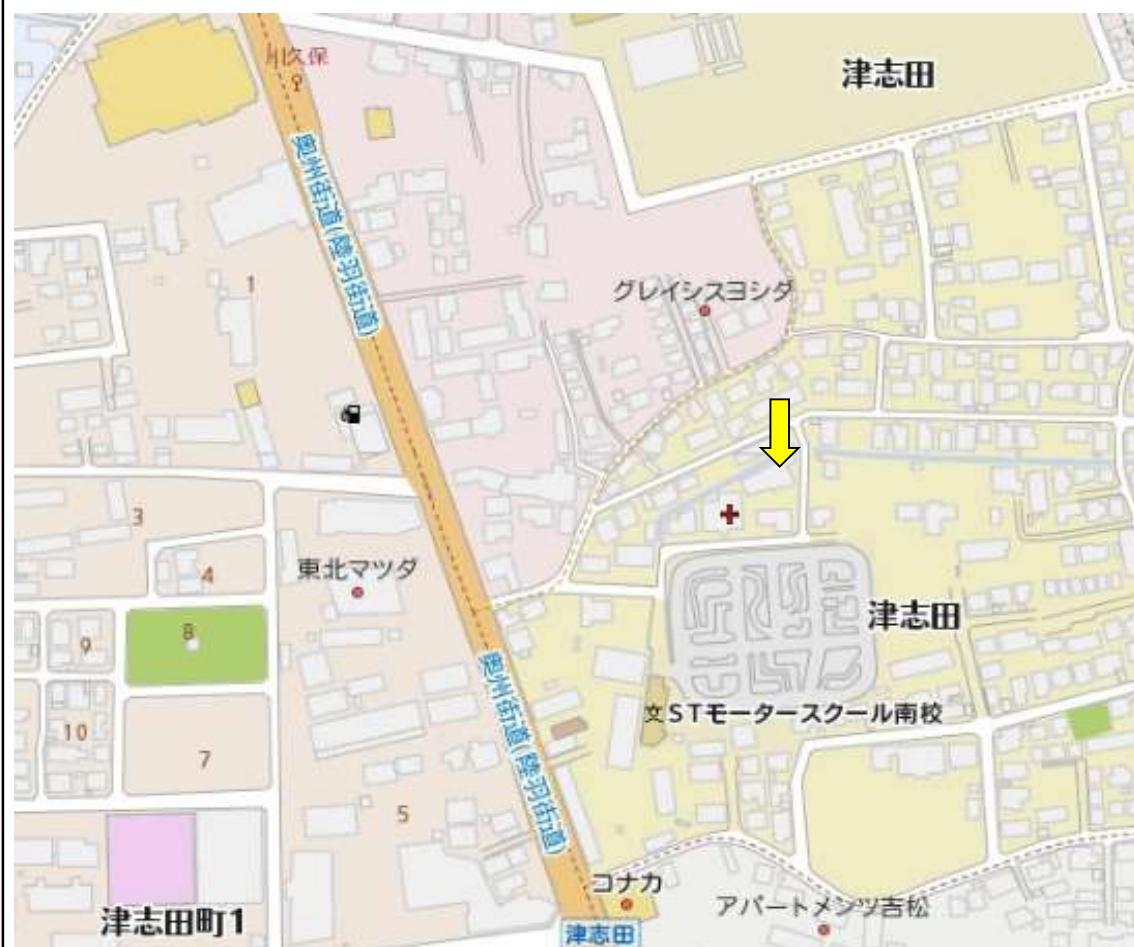 川久保
津志田
奥州街道(陸羽街道)
グレイシスヨシダ
1
3
4
東北マツダ
8
9
津志田
10
7
文STモータースクール南校
奥州街道(陸羽街道)
5
コナカ
アパートメンツ吉松
津志田町1
津志田